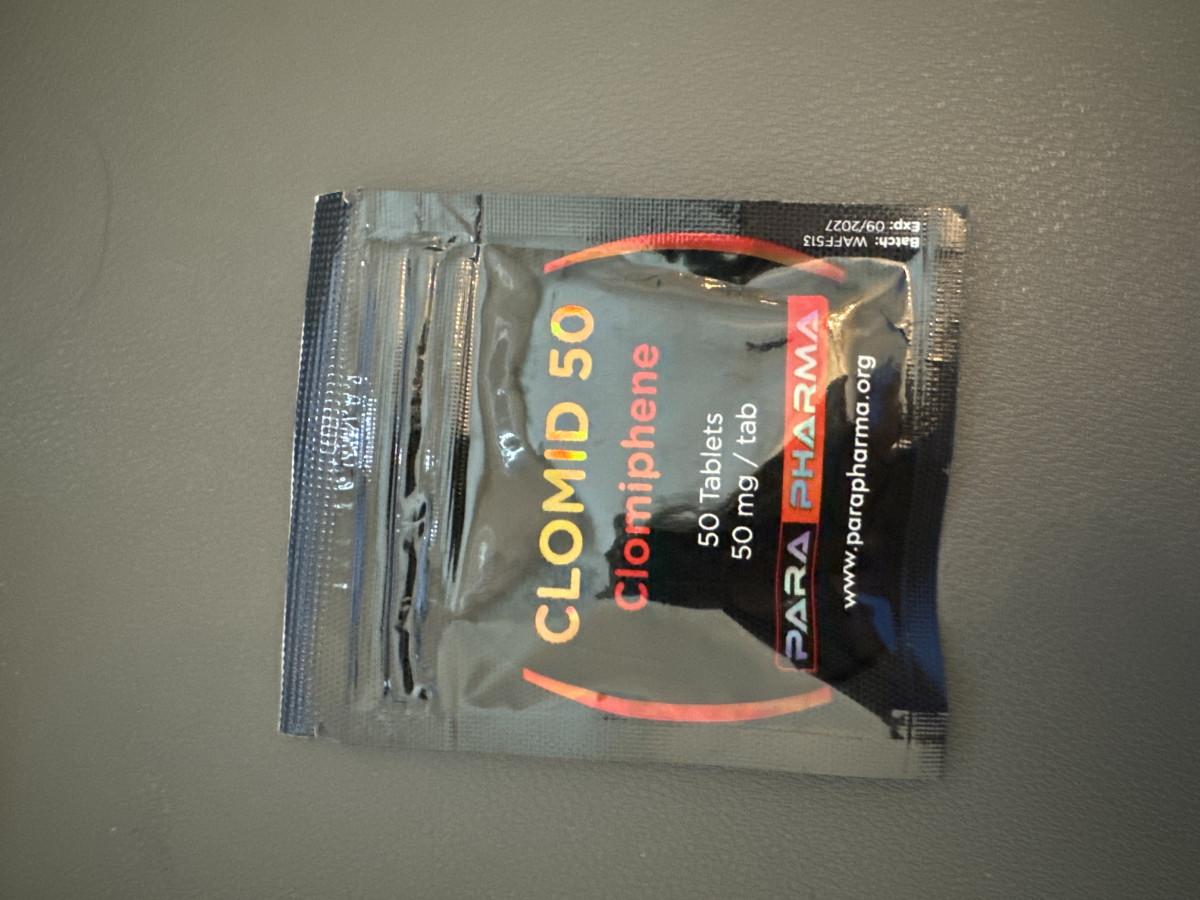 CLOMID 50
Clomiphene
50 Tablets
50 mg / tab
PARA PHARMA
www.parapharma.org
Batch: WAFF513
Exp: 09/2027